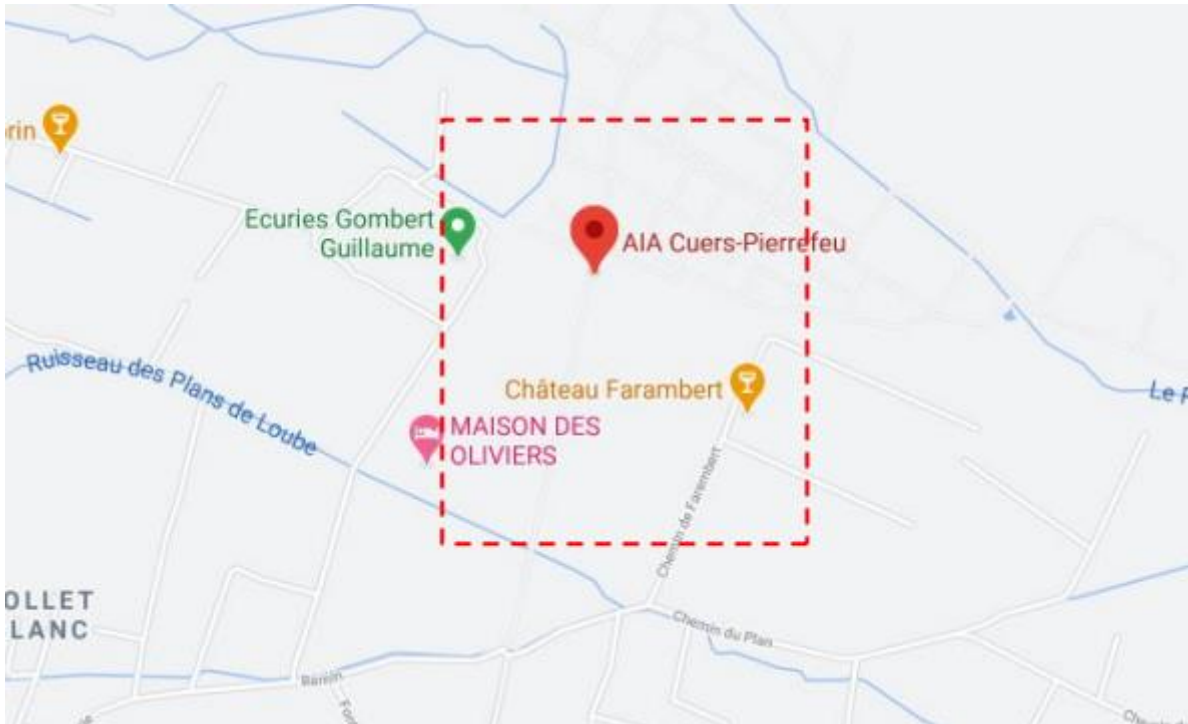 orin
Ecuries Gombert
Guillaume
AIA Cuers-Pierrefeu
Ruisseau des Plans de Loube
Château Farambert
MAISON DES
OLIVIERS
Le
Chemin de Farambert
OLLET
LANC
Chemin du Plan